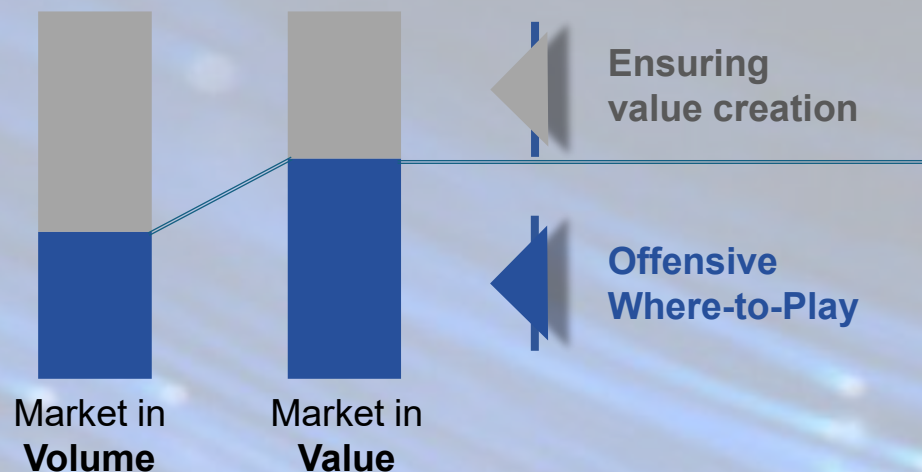 Ensuring
value creation
Offensive
Where-to-Play
Market in
Volume
Market in
Value